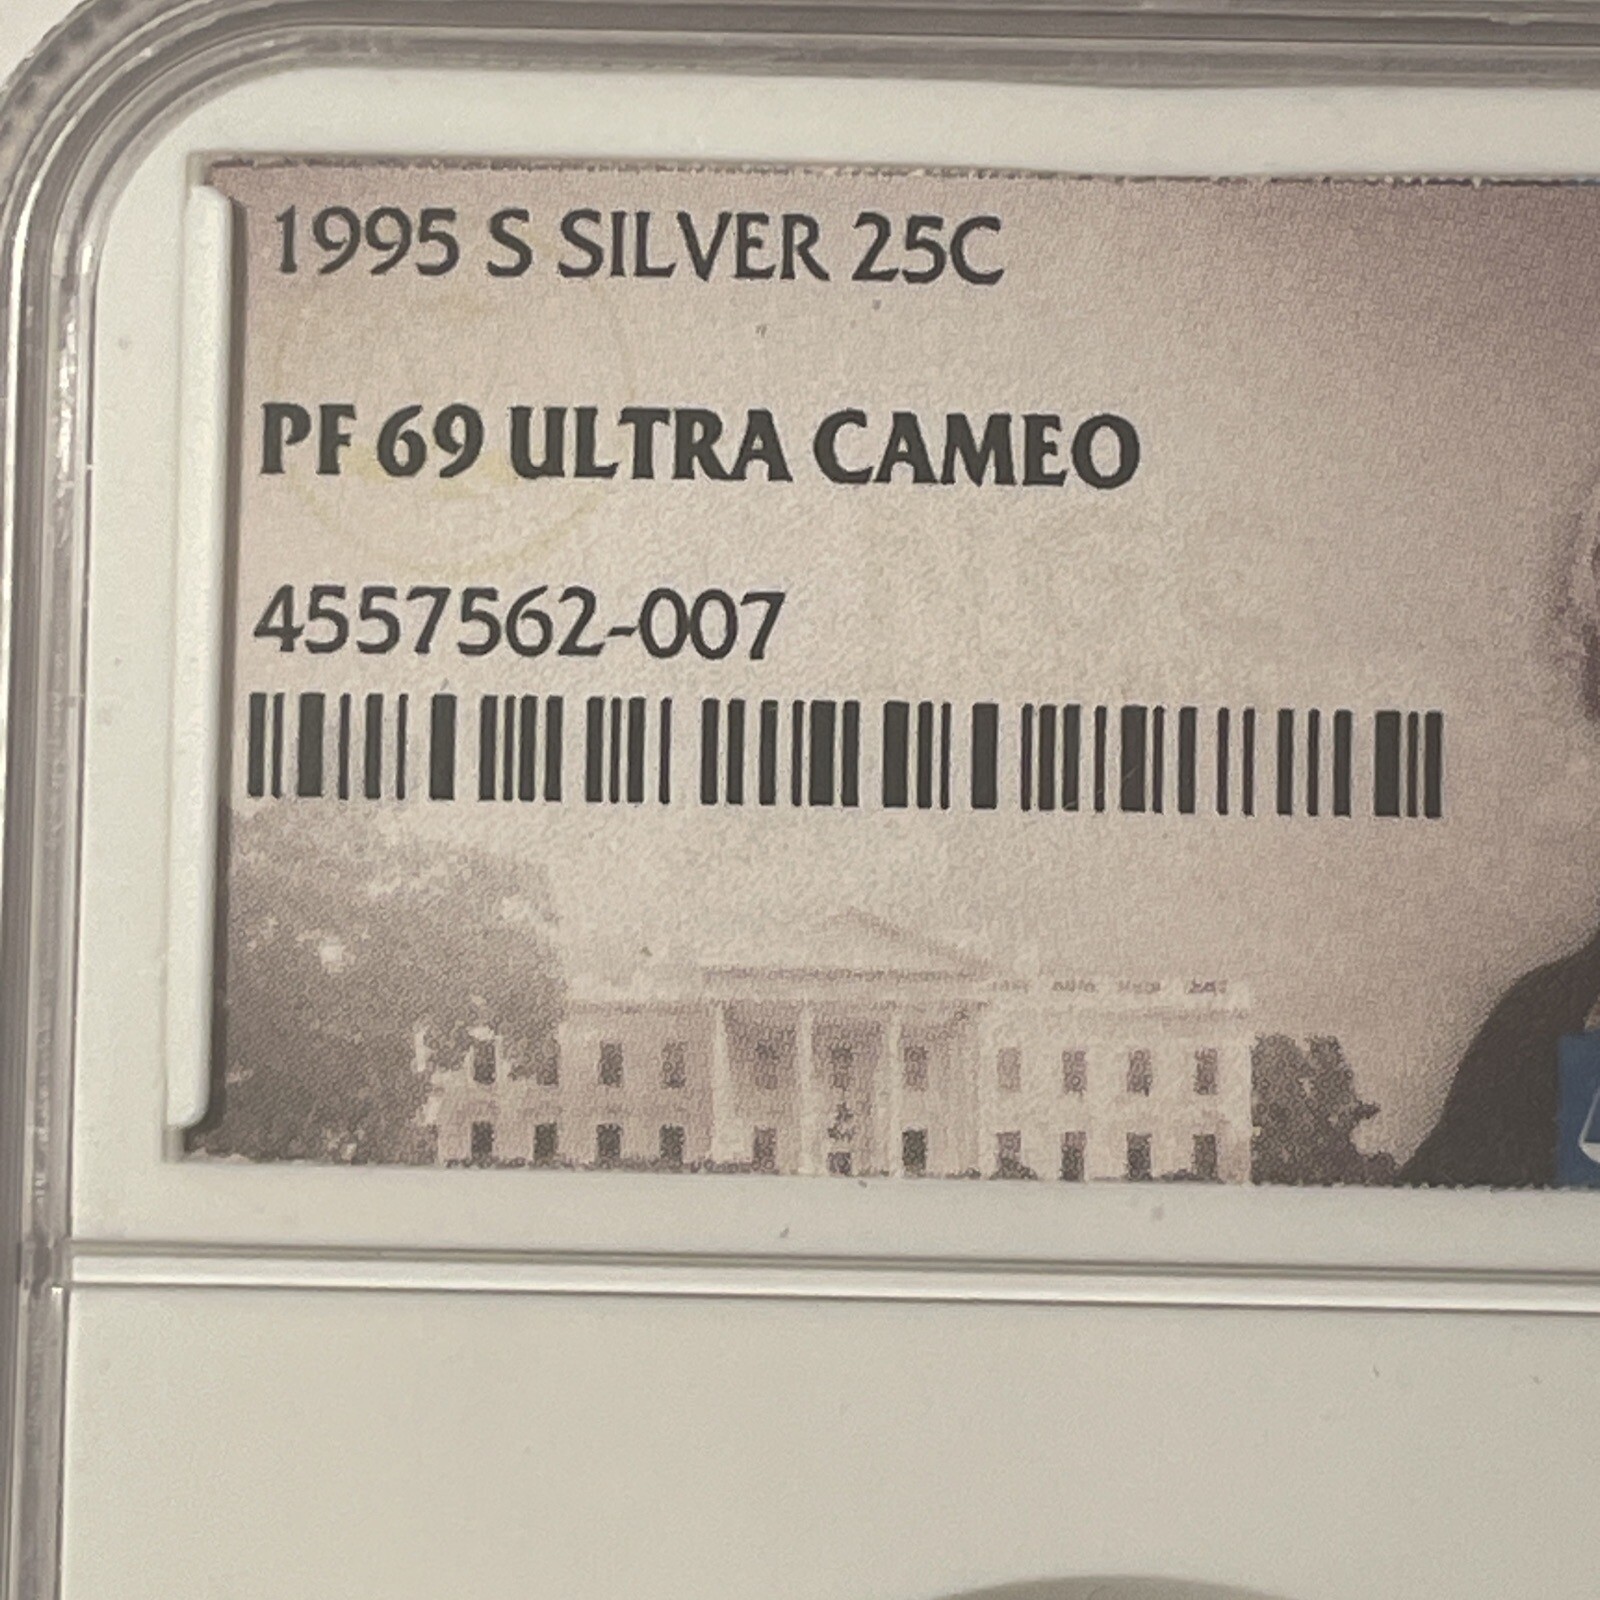 1995 S SILVER 25C
PF 69 ULTRA CAMEO
4557562-007